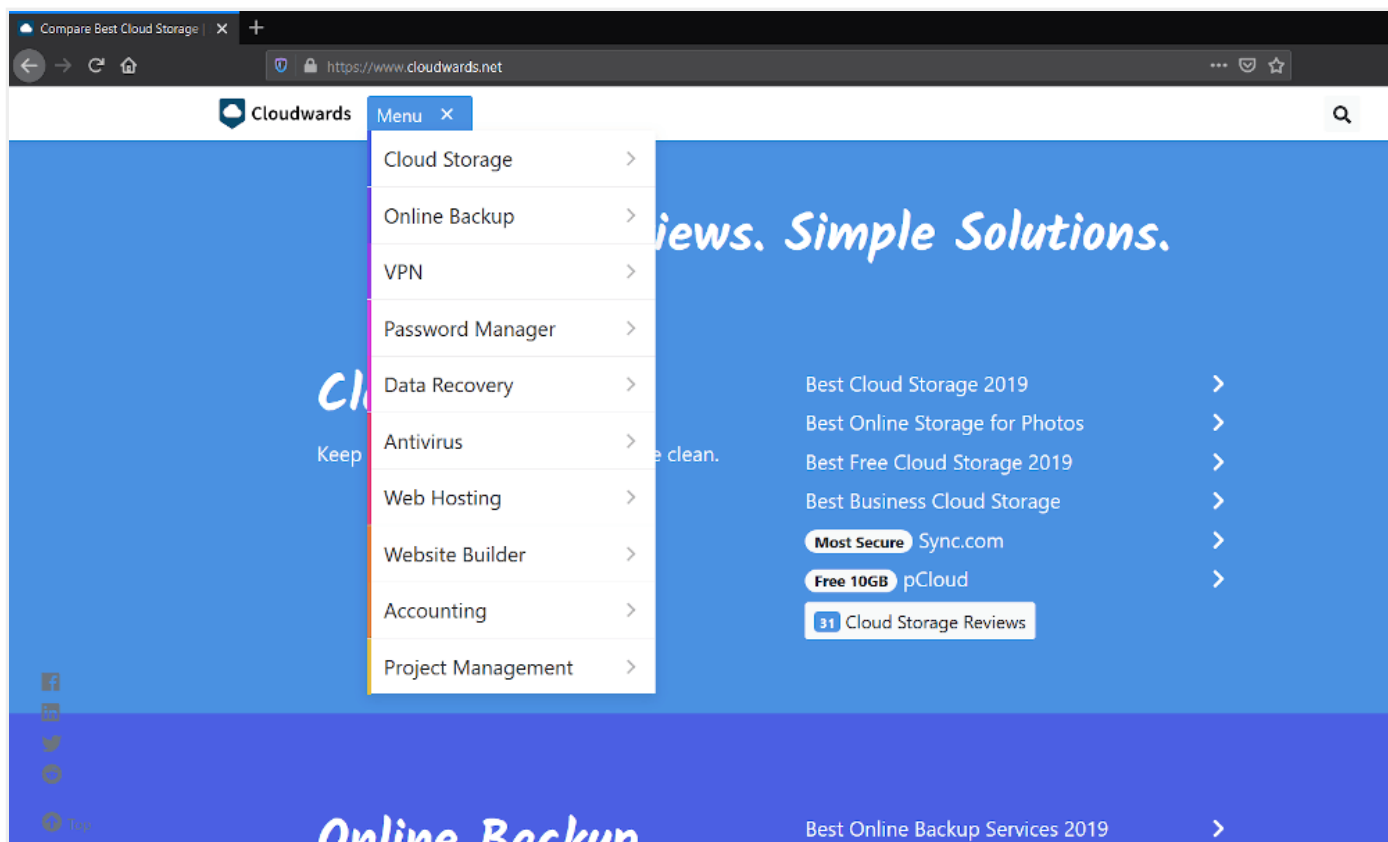 Compare Best Cloud Storage |
https://www.cloudwards.net
Cloudwards
Menu
Cloud Storage
Online Backup
VPN
Password Manager
Data Recovery
Antivirus
Web Hosting
Website Builder
Accounting
Project Management
iews. Simple Solutions.
Cl
Keep
e clean.
Best Cloud Storage 2019
Best Online Storage for Photos
Best Free Cloud Storage 2019
Best Business Cloud Storage
Most Secure Sync.com
Free 10GB pCloud
31 Cloud Storage Reviews
Top
Online Backup
Best Online Backup Services 2019